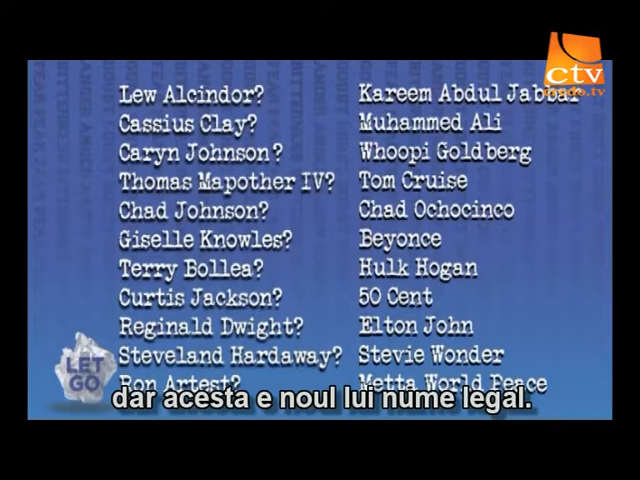 ctv
credo.tv
Lew Alcindor? Kareem Abdul Jabbar
Cassius Clay? Muhammed Ali
Caryn Johnson? Whoopi Goldberg
Thomas Mapother IV? Tom Cruise
Chad Johnson? Chad Ochocinco
Giselle Knowles? Beyonce
Terry Bollea? Hulk Hogan
Curtis Jackson? 50 Cent
Reginald Dwight? Elton John
Steveland Hardaway? Stevie Wonder
Ron Artest? Metta World Peace
LET
GO
dar acesta e noul lui nume legal.